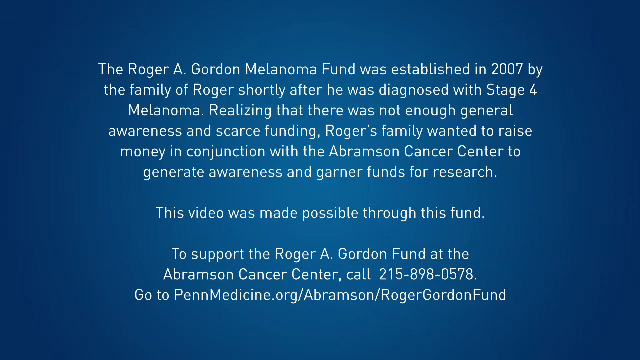 The Roger A. Gordon Melanoma Fund was established in 2007 by
the family of Roger shortly after he was diagnosed with Stage 4
Melanoma. Realizing that there was not enough general
awareness and scarce funding, Roger's family wanted to raise
money in conjunction with the Abramson Cancer Center to
generate awareness and garner funds for research.
This video was made possible through this fund.
To support the Roger A. Gordon Fund at the
Abramson Cancer Center, call 215-898-0578.
Go to PennMedicine.org/Abramson/RogerGordonFund